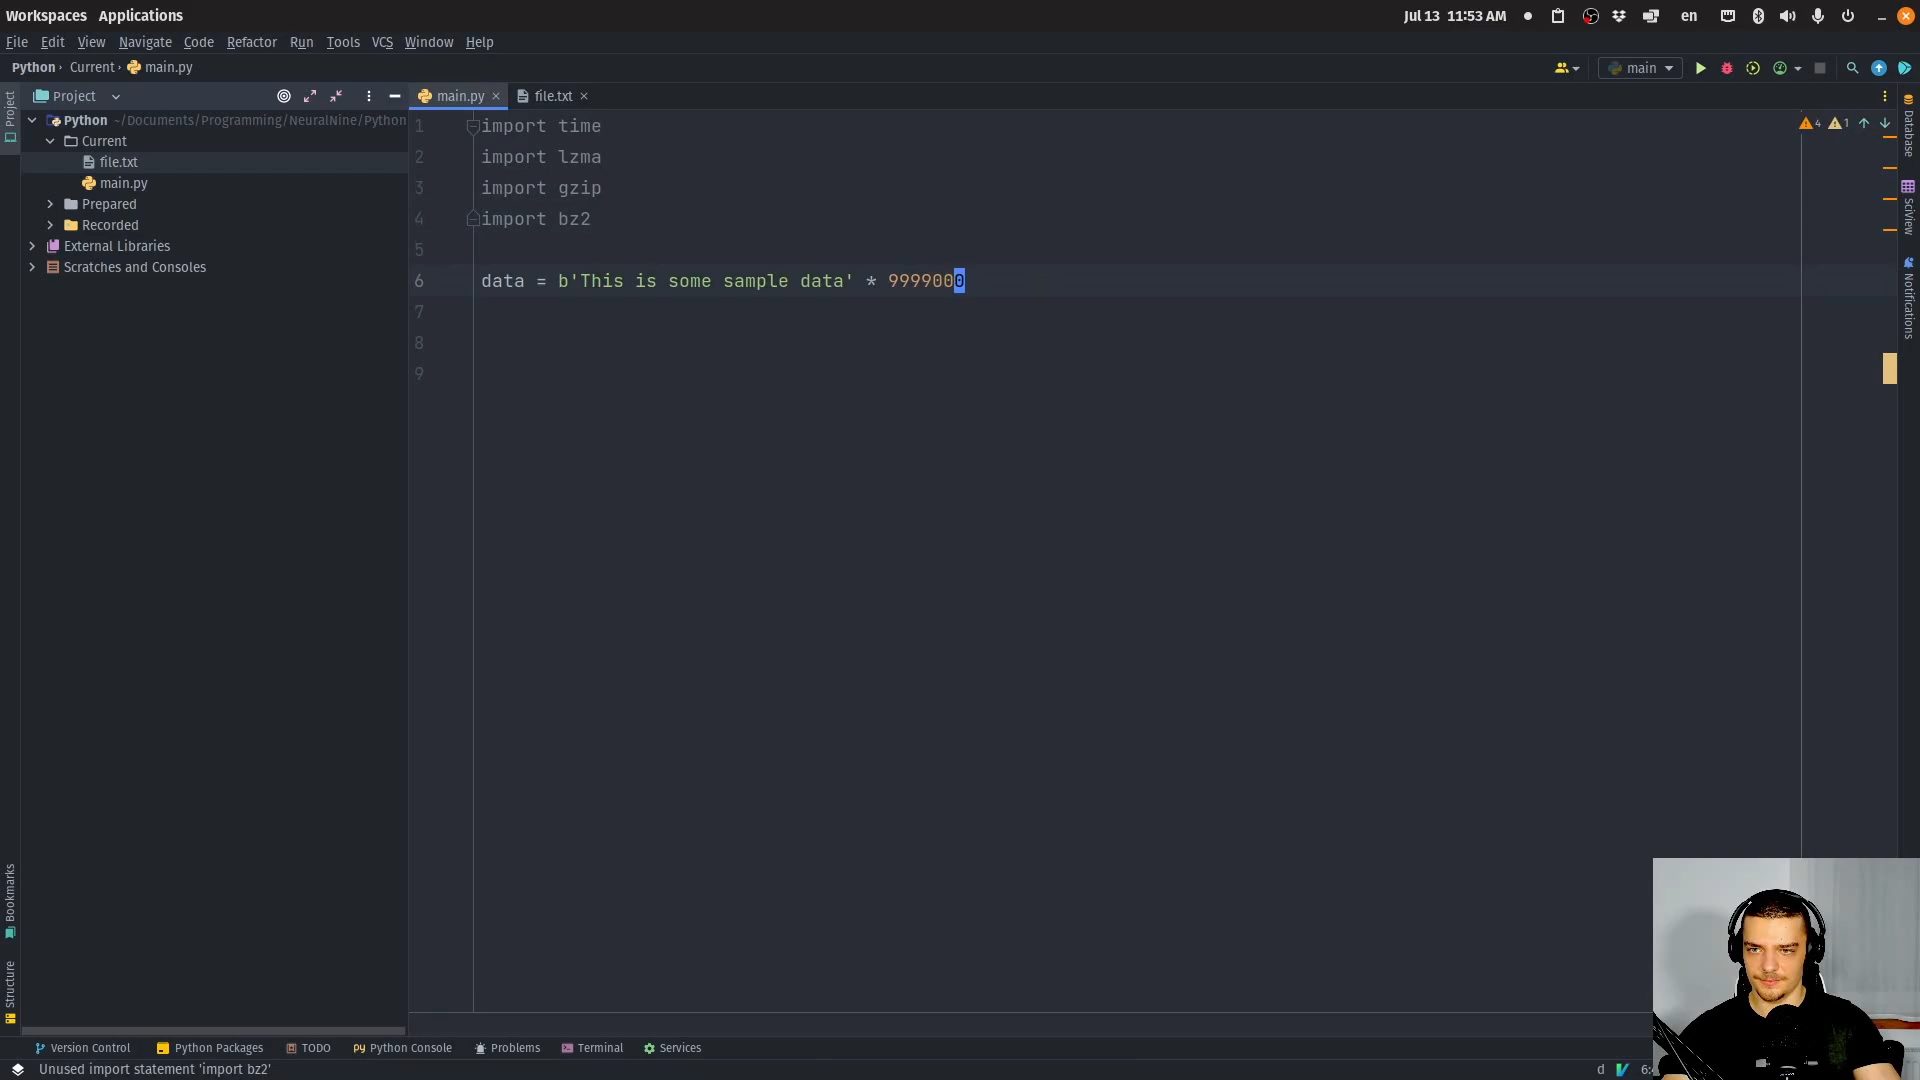 Workspaces Applications
Jul 13 11:53 AM
en
File Edit View Navigate Code Refactor Run Tools VCS Window Help
Python Current main.py
main
Project
main.py
file.txt
Python ~/Documents/Programming/NeuralNine/Python
Current
file.txt
main.py
Prepared
Recorded
External Libraries
Scratches and Consoles
1 import time
2 import lzma
3 import gzip
4 import bz2
5
6 data = b'This is some sample data' * 9999000
7
8
9
4 1
Project
Bookmarks
Structure
Database
SciView
Notifications
Version Control Python Packages TODO Python Console Problems Terminal Services
Unused import statement 'import bz2'
d